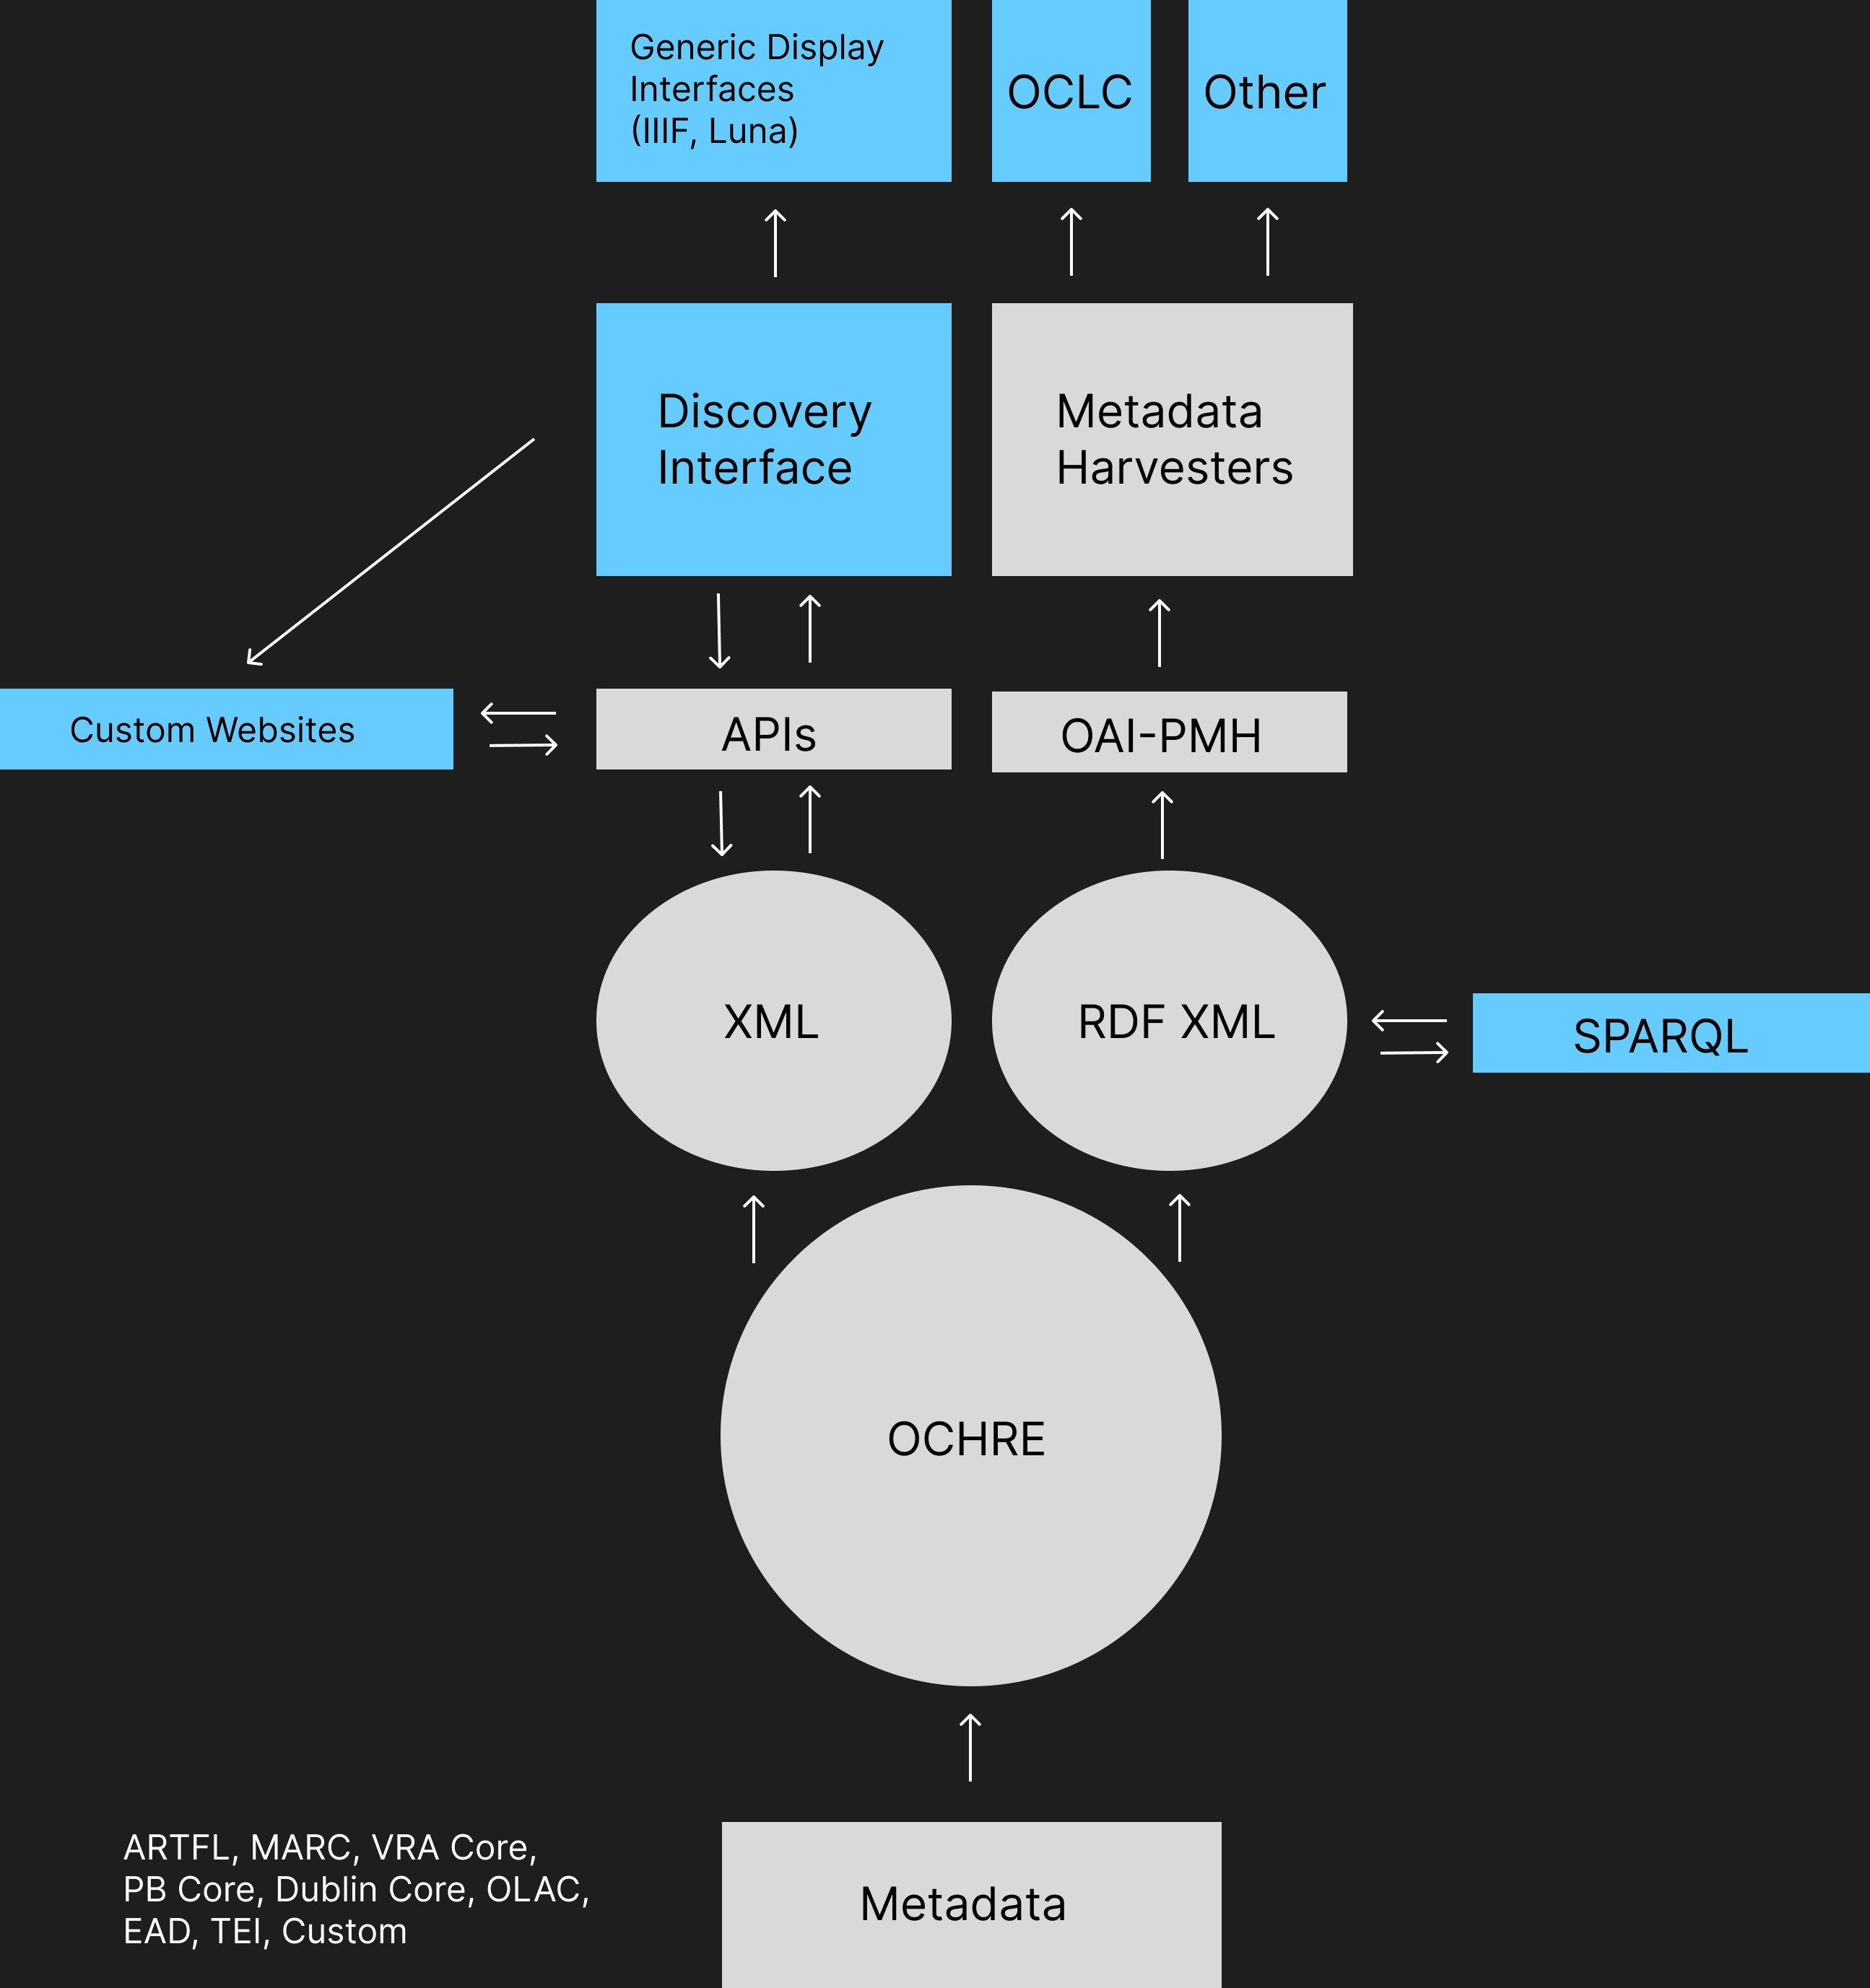 Generic Display
Interfaces
(IIIF, Luna)
OCLC
Other
Discovery
Interface
Metadata
Harvesters
Custom Websites
APIs
OAI-PMH
XML
RDF XML
SPARQL
OCHRE
ARTFL, MARC, VRA Core,
PB Core, Dublin Core, OLAC,
EAD, TEI, Custom
Metadata